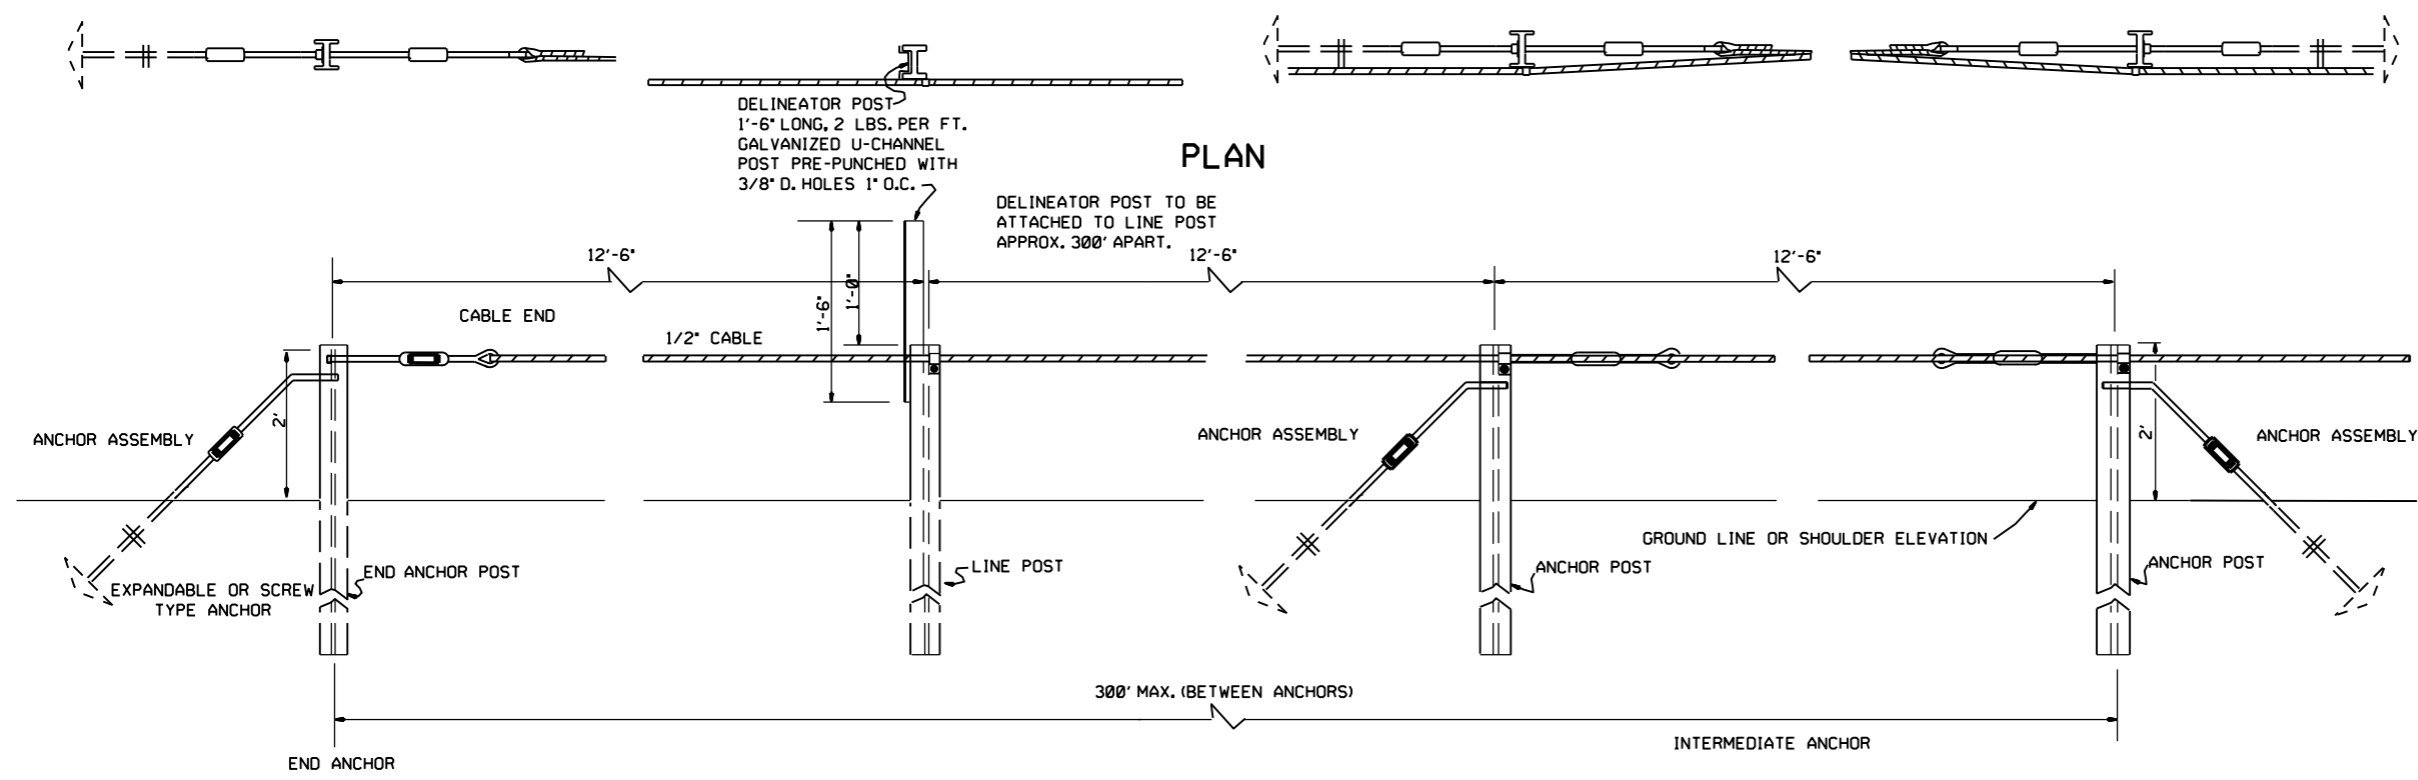 DELINEATOR POST
1'-6" LONG, 2 LBS. PER FT.
GALVANIZED U-CHANNEL
POST PRE-PUNCHED WITH
3/8" D. HOLES 1" O.C.
PLAN
DELINEATOR POST TO BE
ATTACHED TO LINE POST
APPROX. 300' APART.
12'-6"
12'-6"
12'-6"
1'-6"
1'-0"
CABLE END
1/2" CABLE
2'
2'
ANCHOR ASSEMBLY
ANCHOR ASSEMBLY
ANCHOR ASSEMBLY
GROUND LINE OR SHOULDER ELEVATION
EXPANDABLE OR SCREW
TYPE ANCHOR
END ANCHOR POST
LINE POST
ANCHOR POST
ANCHOR POST
300' MAX. (BETWEEN ANCHORS)
INTERMEDIATE ANCHOR
END ANCHOR